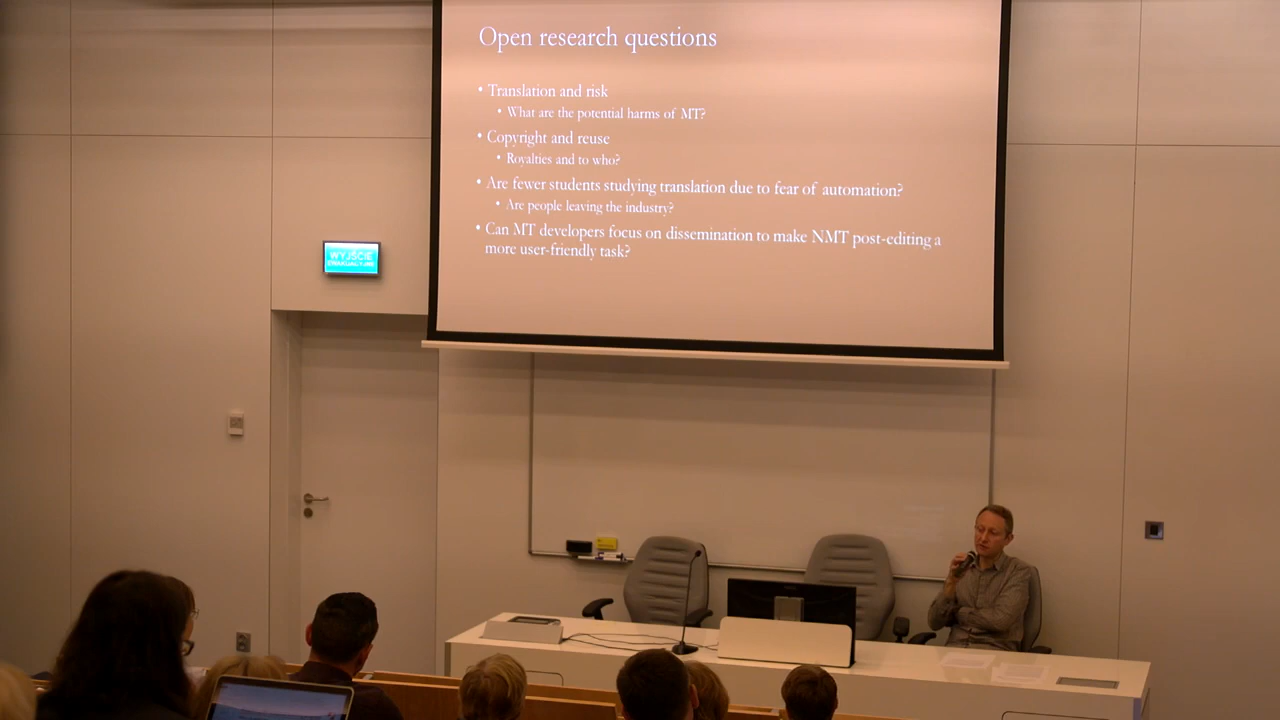 Open research questions
• Translation and risk
• What are the potential harms of MT?
• Copyright and reuse
• Royalties and to who?
• Are fewer students studying translation due to fear of automation?
• Are people leaving the industry?
• Can MT developers focus on dissemination to make NMT post-editing a
more user-friendly task?
WYJŚCIE